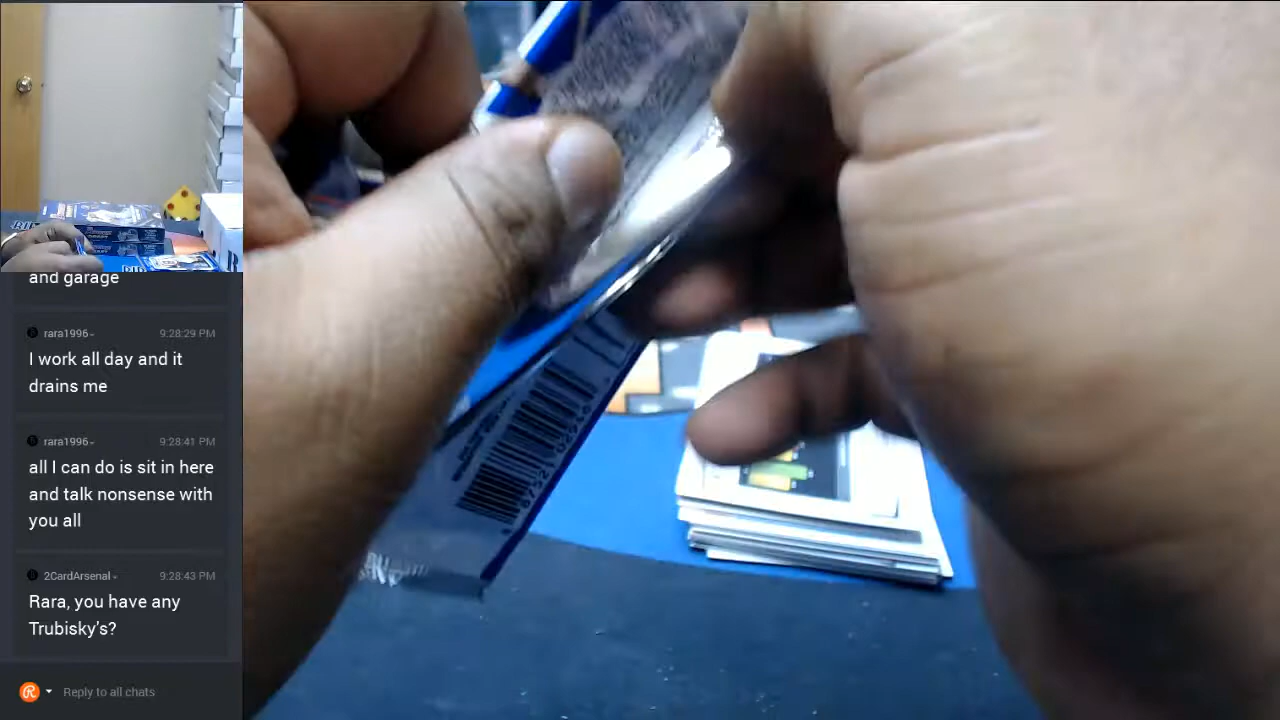 and garage
rara1996
9:28:29 PM
I work all day and it
drains me
rara1996
9:28:41 PM
all I can do is sit in here
and talk nonsense with
you all
2CardArsenal
9:28:43 PM
Rara, you have any
Trubisky's?
Reply to all chats